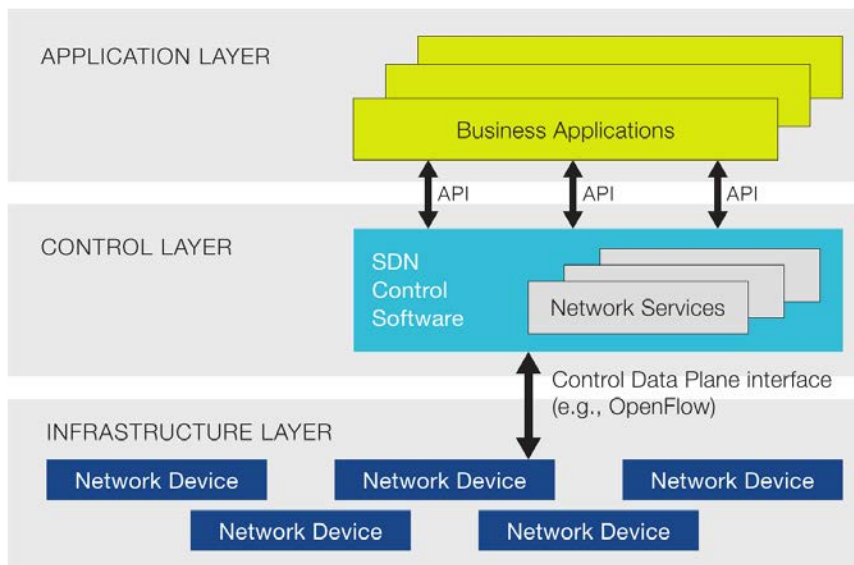 APPLICATION LAYER
Business Applications
API
API
API
CONTROL LAYER
SDN
Control
Software
Network Services
Control Data Plane interface
(e.g., OpenFlow)
INFRASTRUCTURE LAYER
Network Device
Network Device
Network Device
Network Device
Network Device